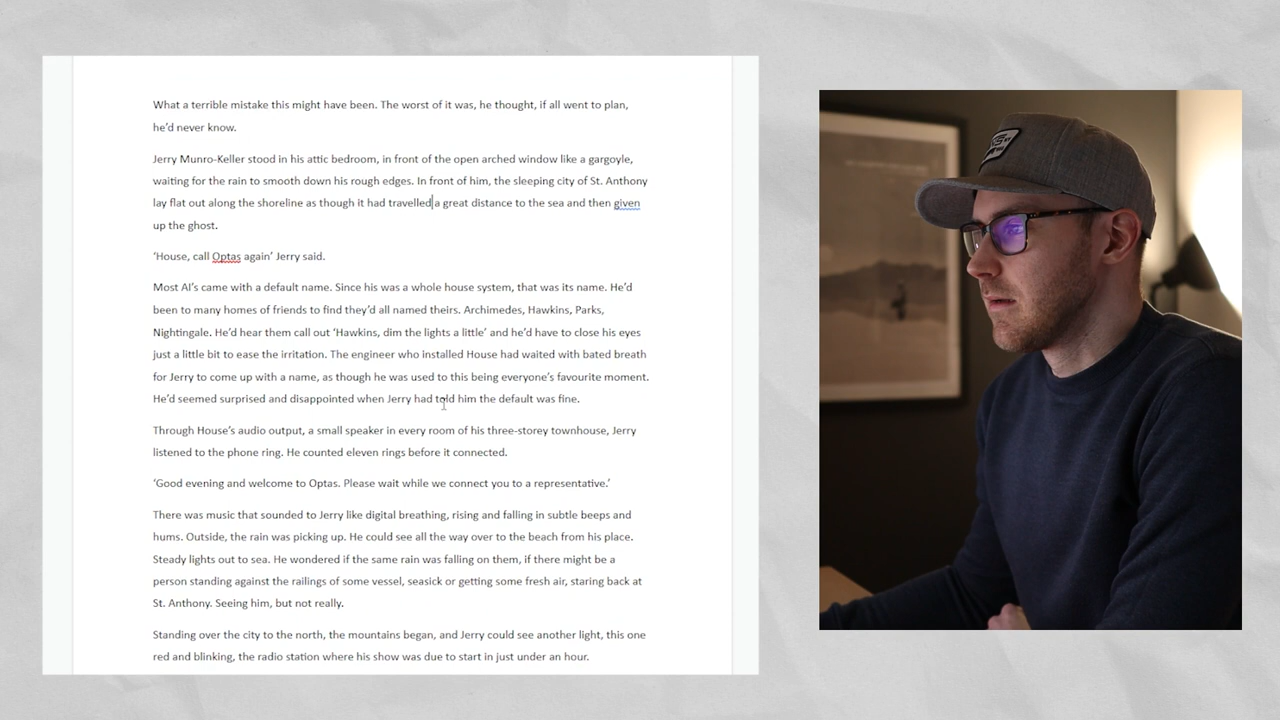 What a terrible mistake this might have been. The worst of it was, he thought, if all went to plan,
he’d never know.
Jerry Munro-Keller stood in his attic bedroom, in front of the open arched window like a gargoyle,
waiting for the rain to smooth down his rough edges. In front of him, the sleeping city of St. Anthony
lay flat out along the shoreline as though it had travelled a great distance to the sea and then given
up the ghost.
‘House, call Optas again’ Jerry said.
Most AI’s came with a default name. Since his was a whole house system, that was its name. He’d
been to many homes of friends to find they’d all named theirs. Archimedes, Hawkins, Parks,
Nightingale. He’d hear them call out ‘Hawkins, dim the lights a little’ and he’d have to close his eyes
just a little bit to ease the irritation. The engineer who installed House had waited with bated breath
for Jerry to come up with a name, as though he was used to this being everyone’s favourite moment.
He’d seemed surprised and disappointed when Jerry had told him the default was fine.
Through House’s audio output, a small speaker in every room of his three-storey townhouse, Jerry
listened to the phone ring. He counted eleven rings before it connected.
‘Good evening and welcome to Optas. Please wait while we connect you to a representative.’
There was music that sounded to Jerry like digital breathing, rising and falling in subtle beeps and
hums. Outside, the rain was picking up. He could see all the way over to the beach from his place.
Steady lights out to sea. He wondered if the same rain was falling on them, if there might be a
person standing against the railings of some vessel, seasick or getting some fresh air, staring back at
St. Anthony. Seeing him, but not really.
Standing over the city to the north, the mountains began, and Jerry could see another light, this one
red and blinking, the radio station where his show was due to start in just under an hour.